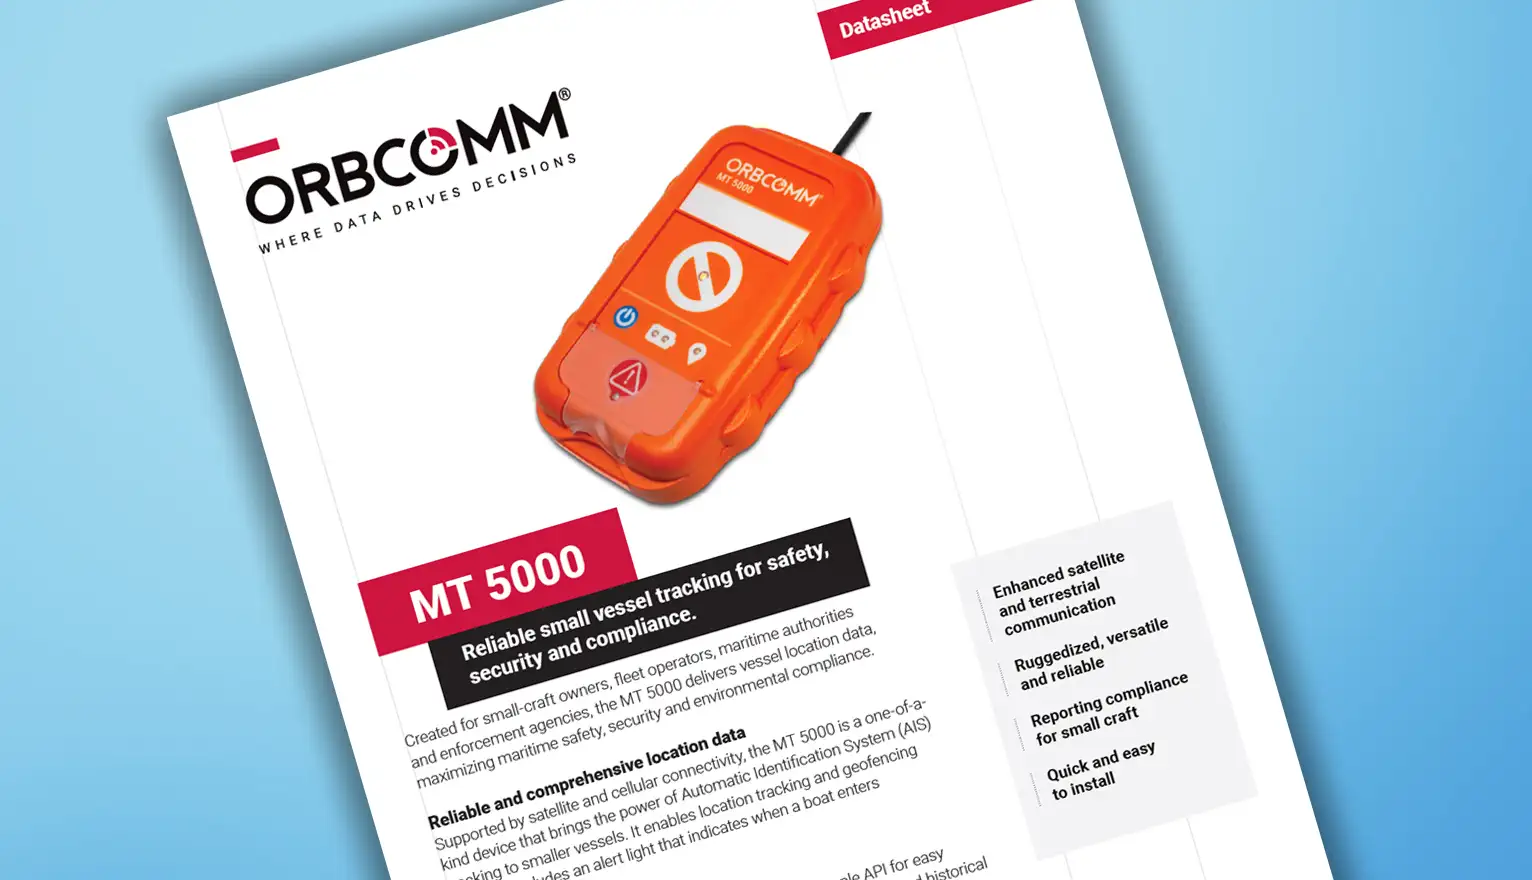 Datasheet
ORBCOMM®
WHERE DATA DRIVES DECISIONS
ORBCOMM®
MT 5000
MT 5000
Reliable small vessel tracking for safety,
security and compliance.
Created for small-craft owners, fleet operators, maritime authorities
and enforcement agencies, the MT 5000 delivers vessel location data,
maximizing maritime safety, security and environmental compliance.
Reliable and comprehensive location data
Supported by satellite and cellular connectivity, the MT 5000 is a one-of-a-
kind device that brings the power of Automatic Identification System (AIS)
to smaller vessels. It enables location tracking and geofencing
an alert light that indicates when a boat enters
API for easy
historical
Enhanced satellite
and terrestrial
communication
Ruggedized, versatile
and reliable
Reporting compliance
for small craft
Quick and easy
to install